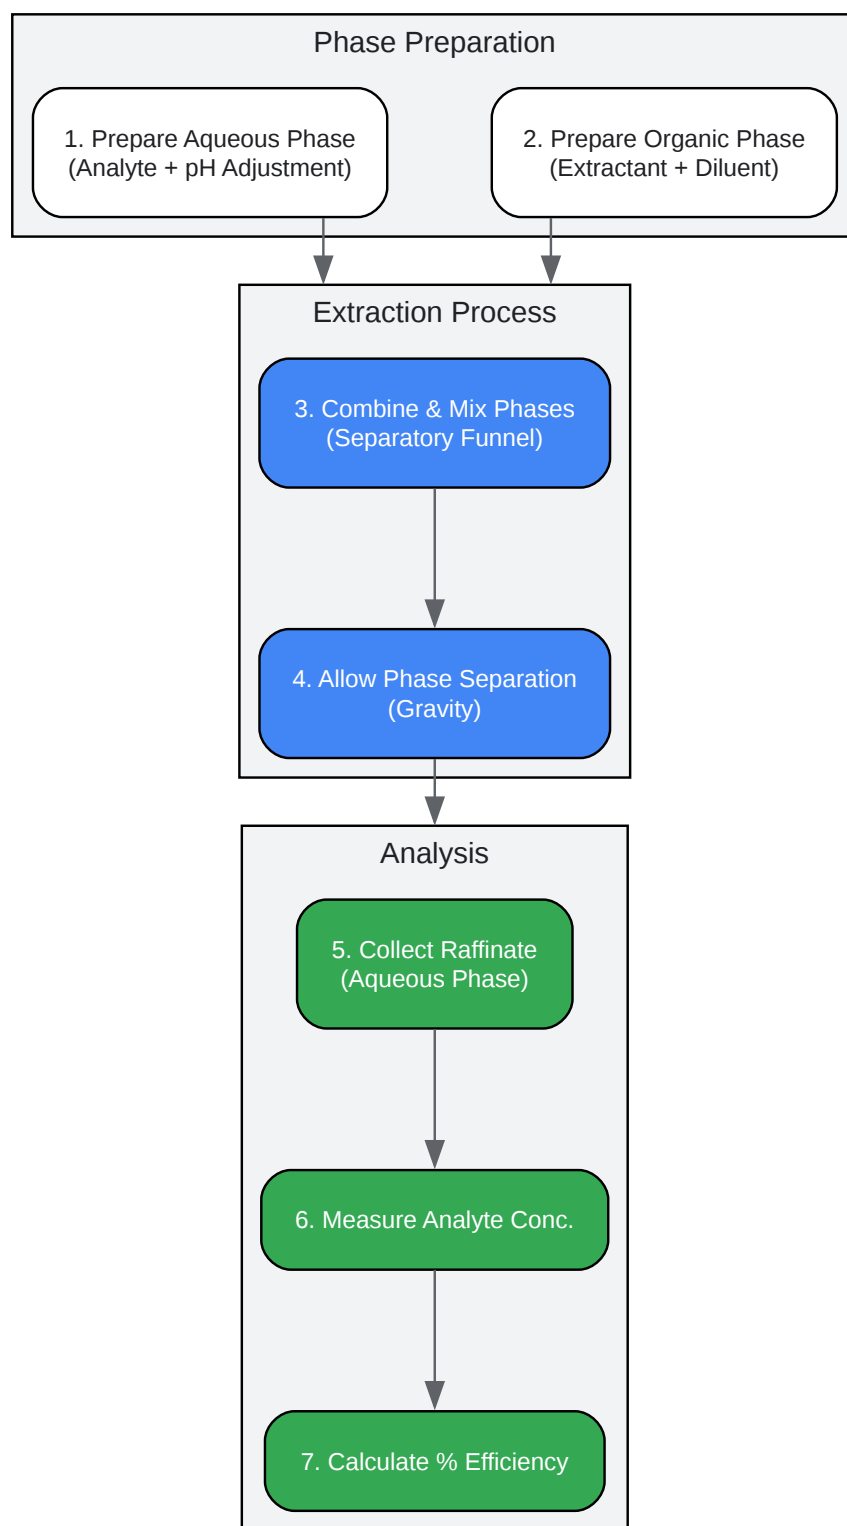 Phase Preparation
1. Prepare Aqueous Phase
(Analyte + pH Adjustment)
2. Prepare Organic Phase
(Extractant + Diluent)
Extraction Process
3. Combine & Mix Phases
(Separatory Funnel)
4. Allow Phase Separation
(Gravity)
Analysis
5. Collect Raffinate
(Aqueous Phase)
6. Measure Analyte Conc.
7. Calculate % Efficiency